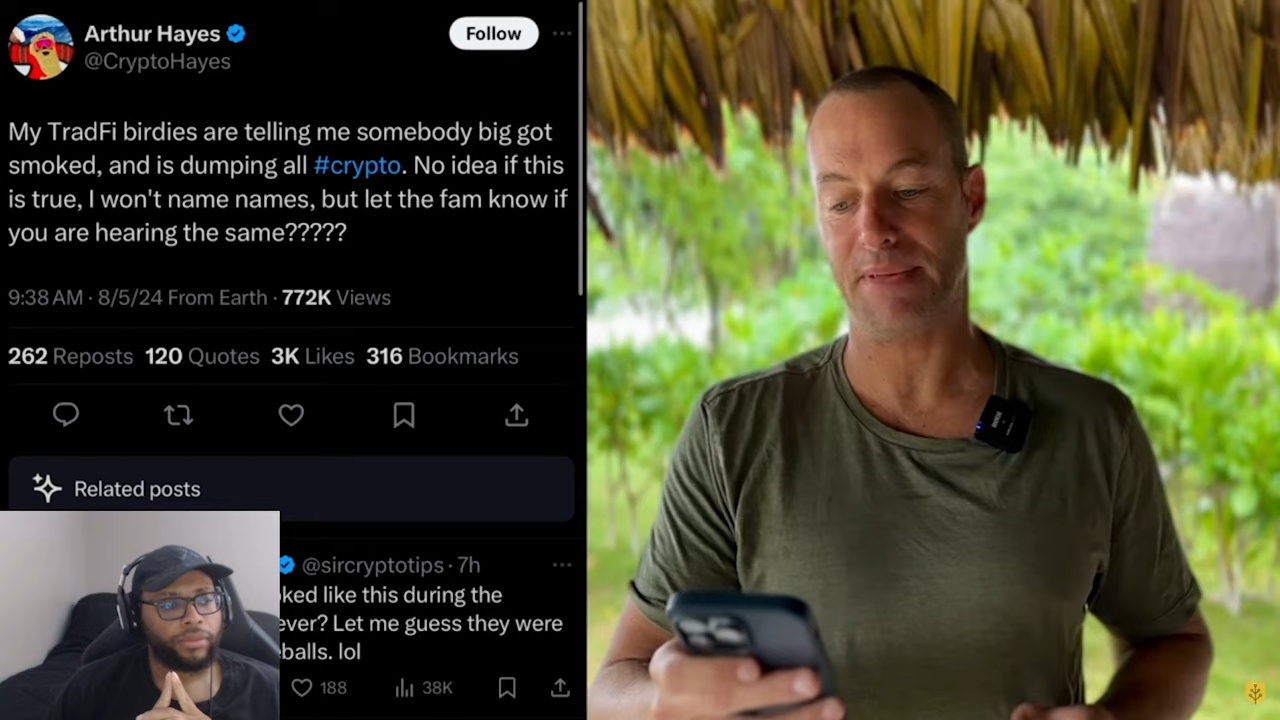 Arthur Hayes
Follow
@CryptoHayes
My TradFi birdies are telling me somebody big got
smoked, and is dumping all #crypto. No idea if this
is true, I won't name names, but let the fam know if
you are hearing the same?????
9:38 AM · 8/5/24 From Earth · 772K Views
262 Reposts 120 Quotes 3K Likes 316 Bookmarks
Related posts
@sircryptotips · 7h
oked like this during the
ever? Let me guess they were
balls. lol
188
38K